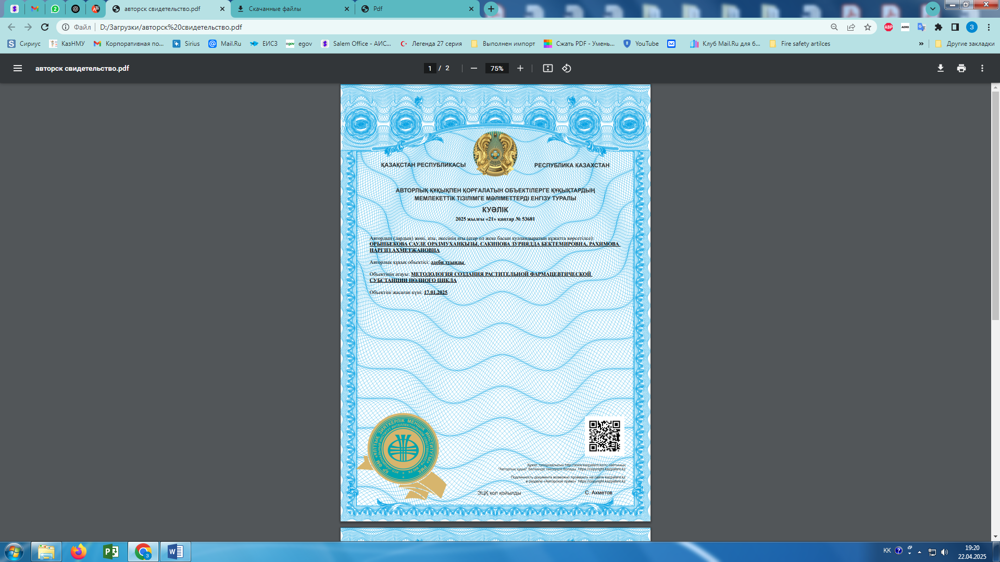 авторск свидетельство.pdf
Скачанные файлы
Pdf
Файл
D:/Загрузки/авторск%20свидетельство.pdf
Сириус
КазНМУ
Корпоративная по...
Sirius
Mail.Ru
ЕИСЗ
egov
Salem Office - АИС...
Легенда 27 серия
Выполнен импорт
Сжать PDF - Умень...
YouTube
Клуб Mail.Ru для б...
Fire safety artilces
»
Другие закладки
авторск свидетельство.pdf
1 / 2
75%
ҚАЗАҚСТАН РЕСПУБЛИКАСЫ
РЕСПУБЛИКА КАЗАХСТАН
АВТОРЛЫҚ ҚҰҚЫҚПЕН ҚОРҒАЛАТЫН ОБЪЕКТІЛЕРГЕ ҚҰҚЫҚТАРДЫҢ
МЕМЛЕКЕТТІК ТІЗІЛІМГЕ МӘЛІМЕТТЕРДІ ЕНГІЗУ ТУРАЛЫ
КУӘЛІК
2025 жылғы «21» қаңтар № 53681
Автордың (лардың) жөні, аты, әкесінің аты (егер ол жеке басын куәландыратын құжатта көрсетілсе):
ОРЫНБЕКОВА САУЛЕ ОРАЗМУХАНҚЫЗЫ, САКИПОВА ЗУРИЯДДА БЕКТЕМИРОВНА, РАХИМОВА
НАРГИЗ АХМЕТЖАНОВНА
Авторлық құқық объектісі: әдеби туынды
Объектінің атауы: МЕТОДОЛОГИЯ СОЗДАНИЯ РАСТИТЕЛЬНОЙ ФАРМАЦЕВТИЧЕСКОЙ
СУБСТАНЦИИ ПОЛНОГО ЦИКЛА
Объектіні жасаған күні: 17.01.2025
Құжат түпнұсқалығын http://www.kazpatent.kz/ru сайтының
"Авторлық құқық" бөлімінде тексеруге болады https://copyright.kazpatent.kz
Подлинность документа возможно проверить на сайте kazpatent.kz
в разделе «Авторское право» https://copyright.kazpatent.kz
ЭЦҚ қол қойылды
С. Ахметов
KK
19:20
22.04.2025